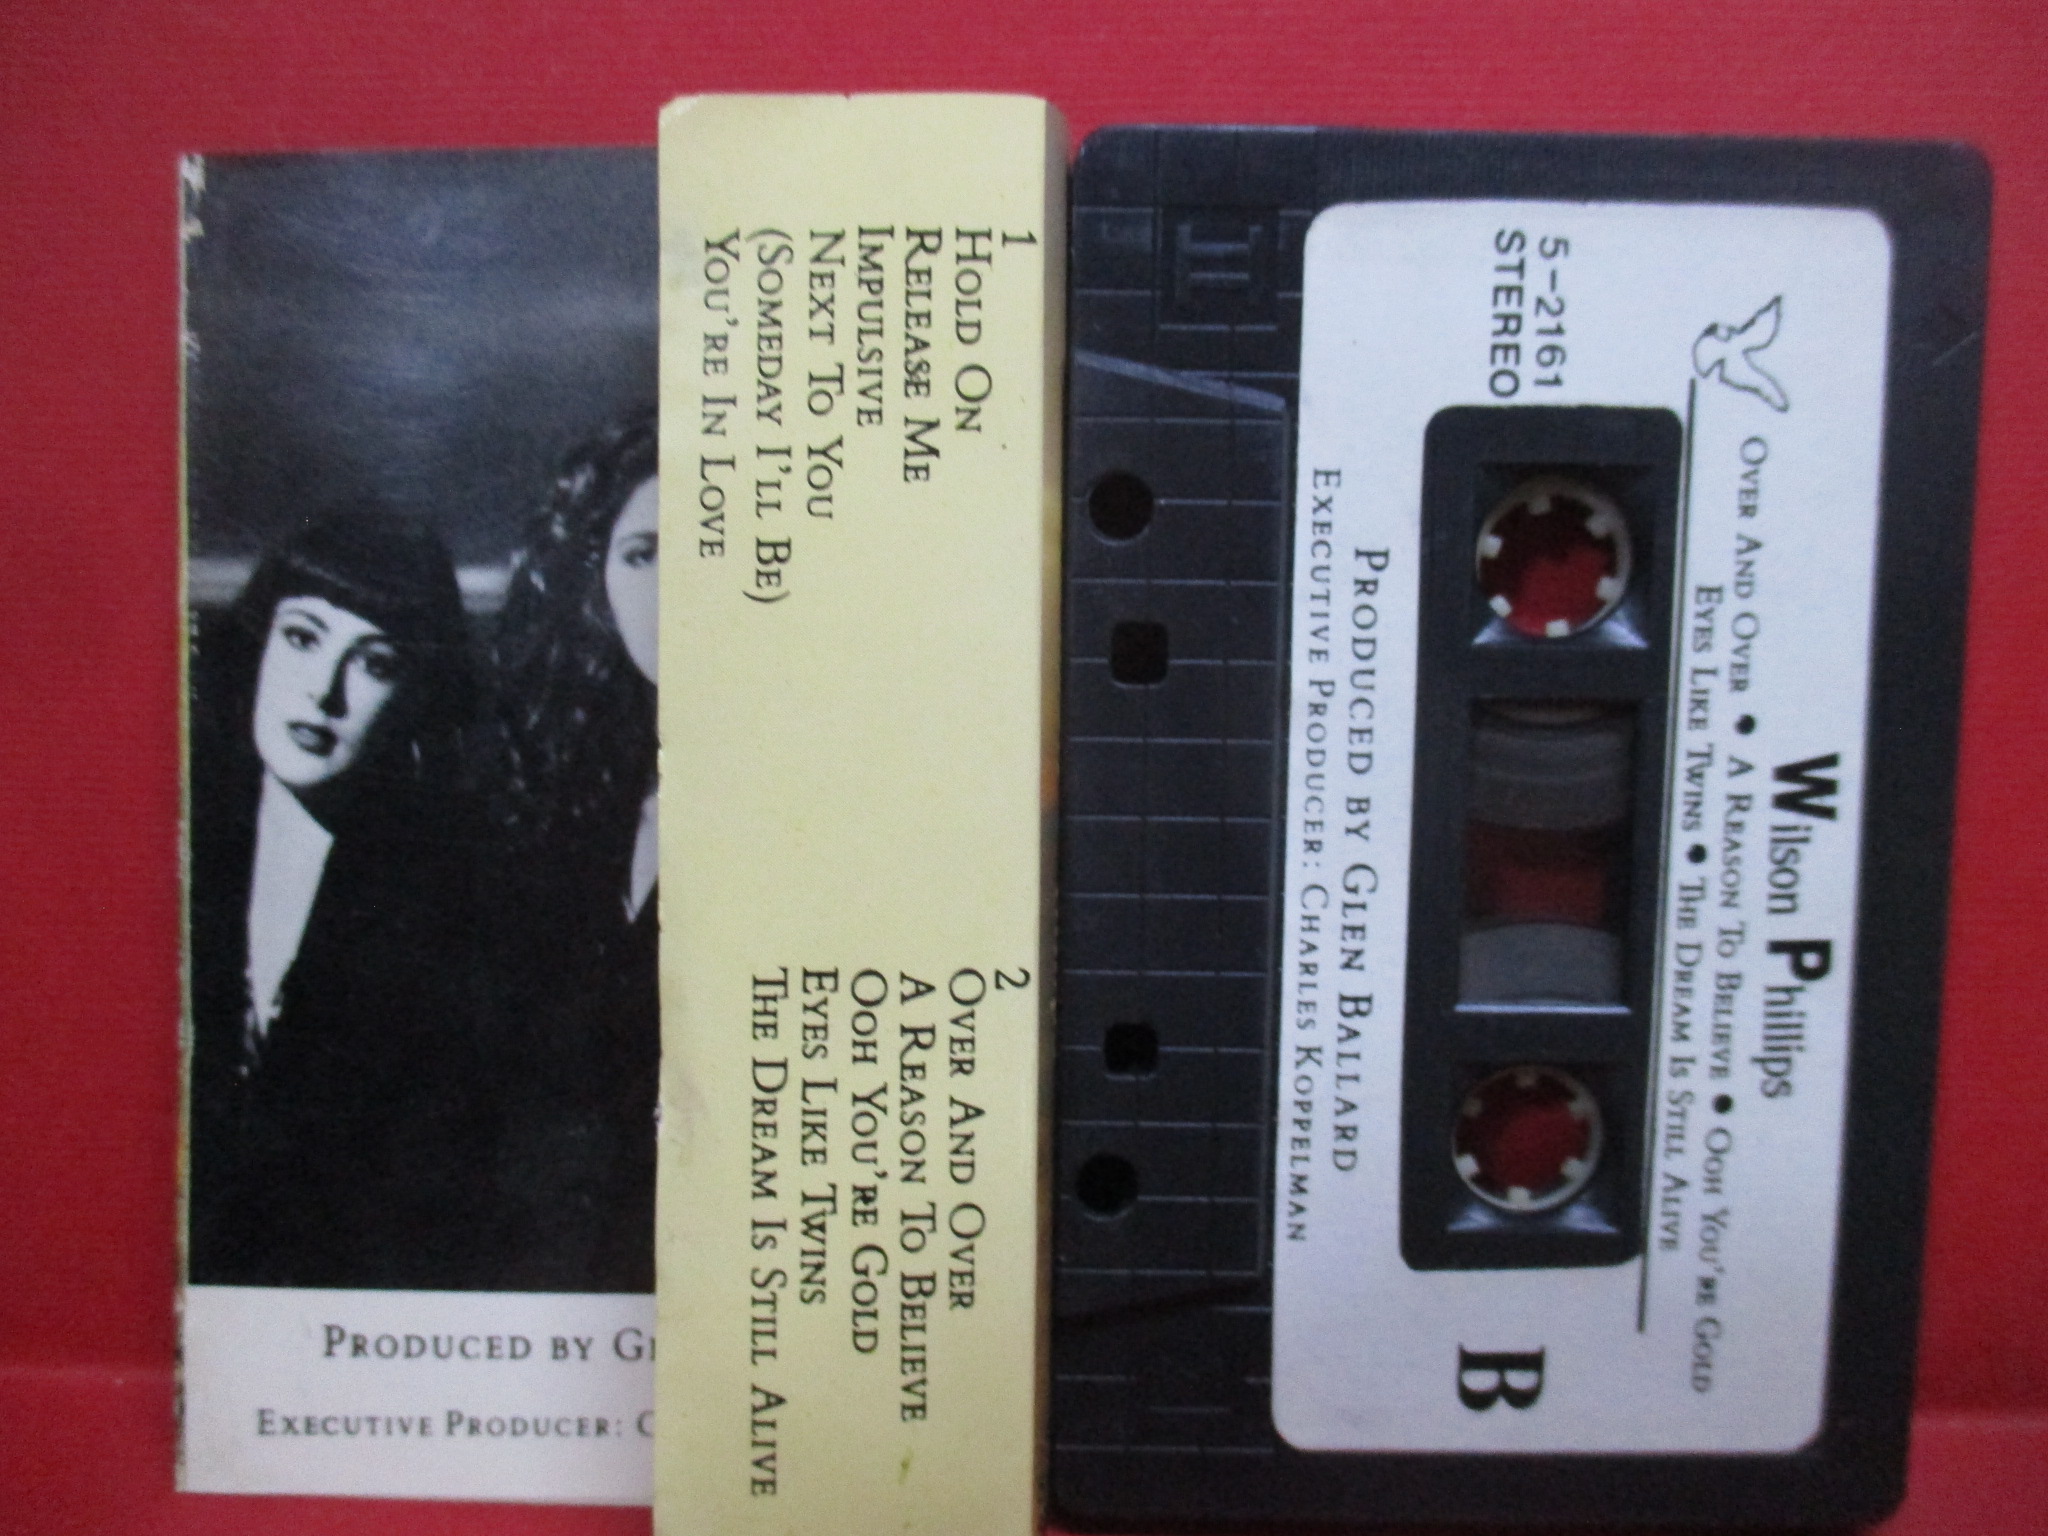 1
HOLD ON
RELEASE ME
IMPULSIVE
NEXT TO YOU
(SOMEDAY I'LL BE)
YOU'RE IN LOVE
2
OVER AND OVER
A REASON TO BELIEVE
OOH YOU'RE GOLD
EYES LIKE TWINS
THE DREAM IS STILL ALIVE
Wilson Phillips
OVER AND OVER • A REASON TO BELIEVE • OOH YOU'RE GOLD
EYES LIKE TWINS • THE DREAM IS STILL ALIVE
5-2161
STEREO
B
PRODUCED BY GLEN BALLARD
EXECUTIVE PRODUCER: CHARLES KOPPELMAN
PRODUCED BY
EXECUTIVE PRODUCER: